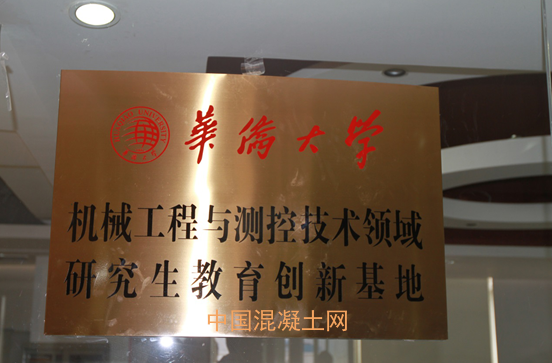 華僑大学
机械工程与测控技术领域
研究生教育创新基地
中国混凝土网